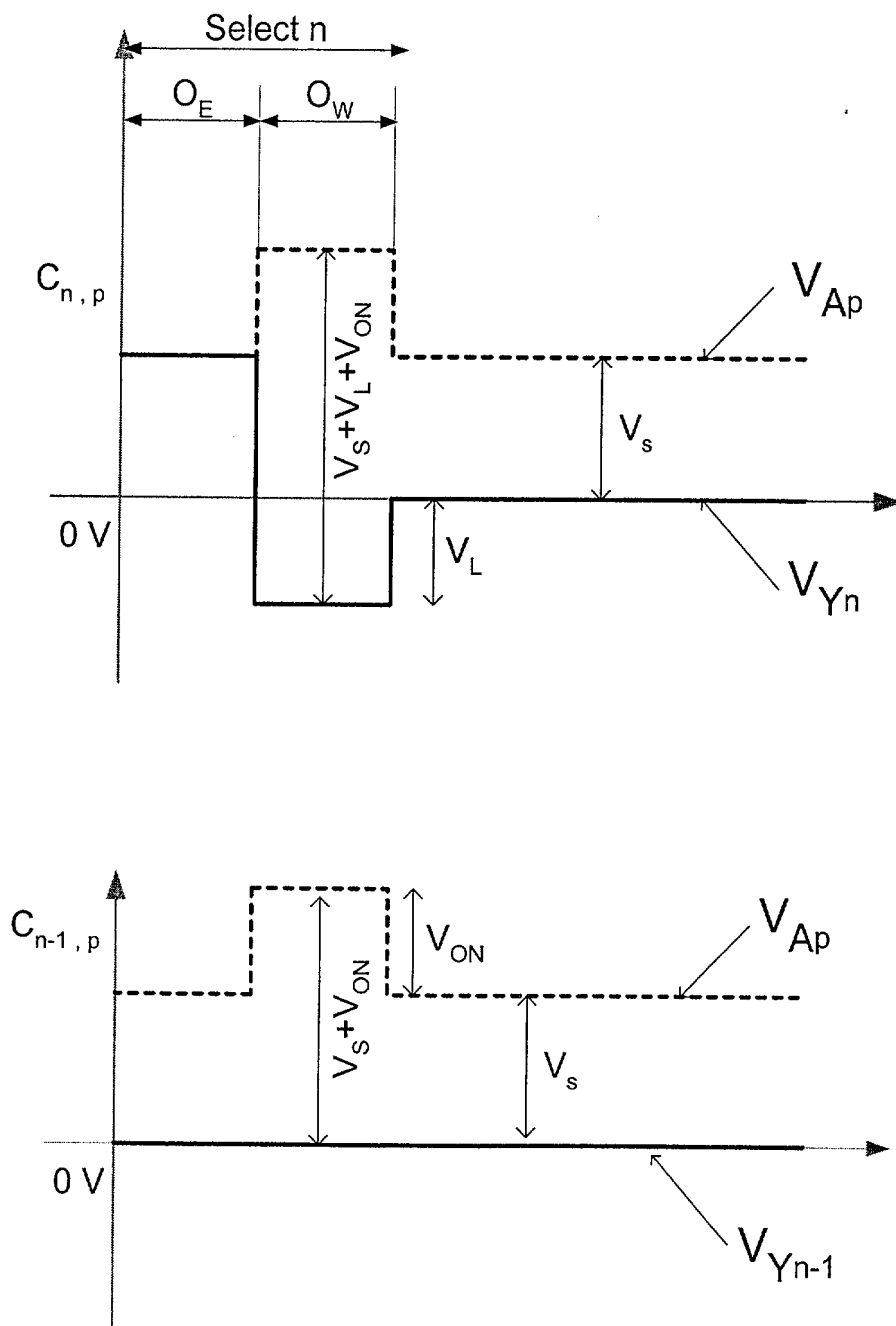 Select n
O_E
O_W
C_n,p
V_S+V_L+V_ON
V_Ap
V_s
0 V
V_L
V_Yn
C_n-1,p
V_S+V_ON
V_ON
V_Ap
V_s
0 V
V_Yn-1